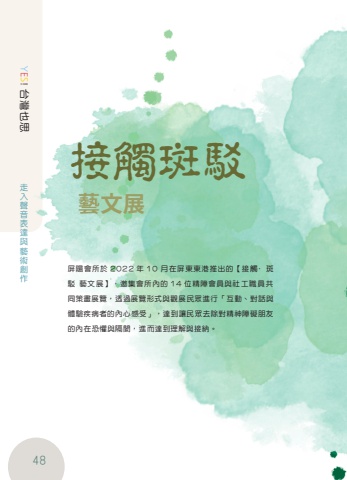 YES! 台灣也思
走入聲音表達與藝術創作
接觸斑駁
藝文展
屏團會所於 2022 年 10 月在屏東東港推出的【接觸‧斑
駁 藝文展】，邀集會所內的 14 位精障會員與社工職員共
同策畫展覽，透過展覽形式與觀展民眾進行「互動、對話與
體驗疾病者的內心感受」，達到讓民眾去除對精神障礙朋友
的內在恐懼與隔閡，進而達到理解與接納。
48